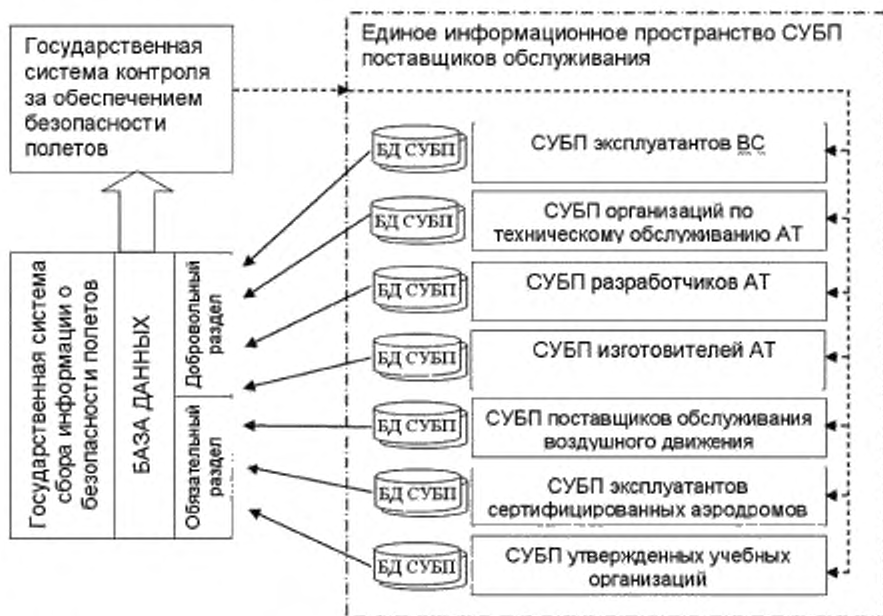 Государственная
система контроля
за обеспечением
безопасности
полетов
Единое информационное пространство СУБП
поставщиков обслуживания
БД СУБП
СУБП эксплуатантов ВС
БД СУБП
СУБП организаций по
техническому обслуживанию АТ
БД СУБП
СУБП разработчиков АТ
БД СУБП
СУБП изготовителей АТ
БД СУБП
СУБП поставщиков обслуживания
воздушного движения
БД СУБП
СУБП эксплуатантов
сертифицированных аэродромов
БД СУБП
СУБП утвержденных учебных
организаций
Государственная система
сбора информации о
безопасности полетов
БАЗА ДАННЫХ
Добровольный
раздел
Обязательный
раздел